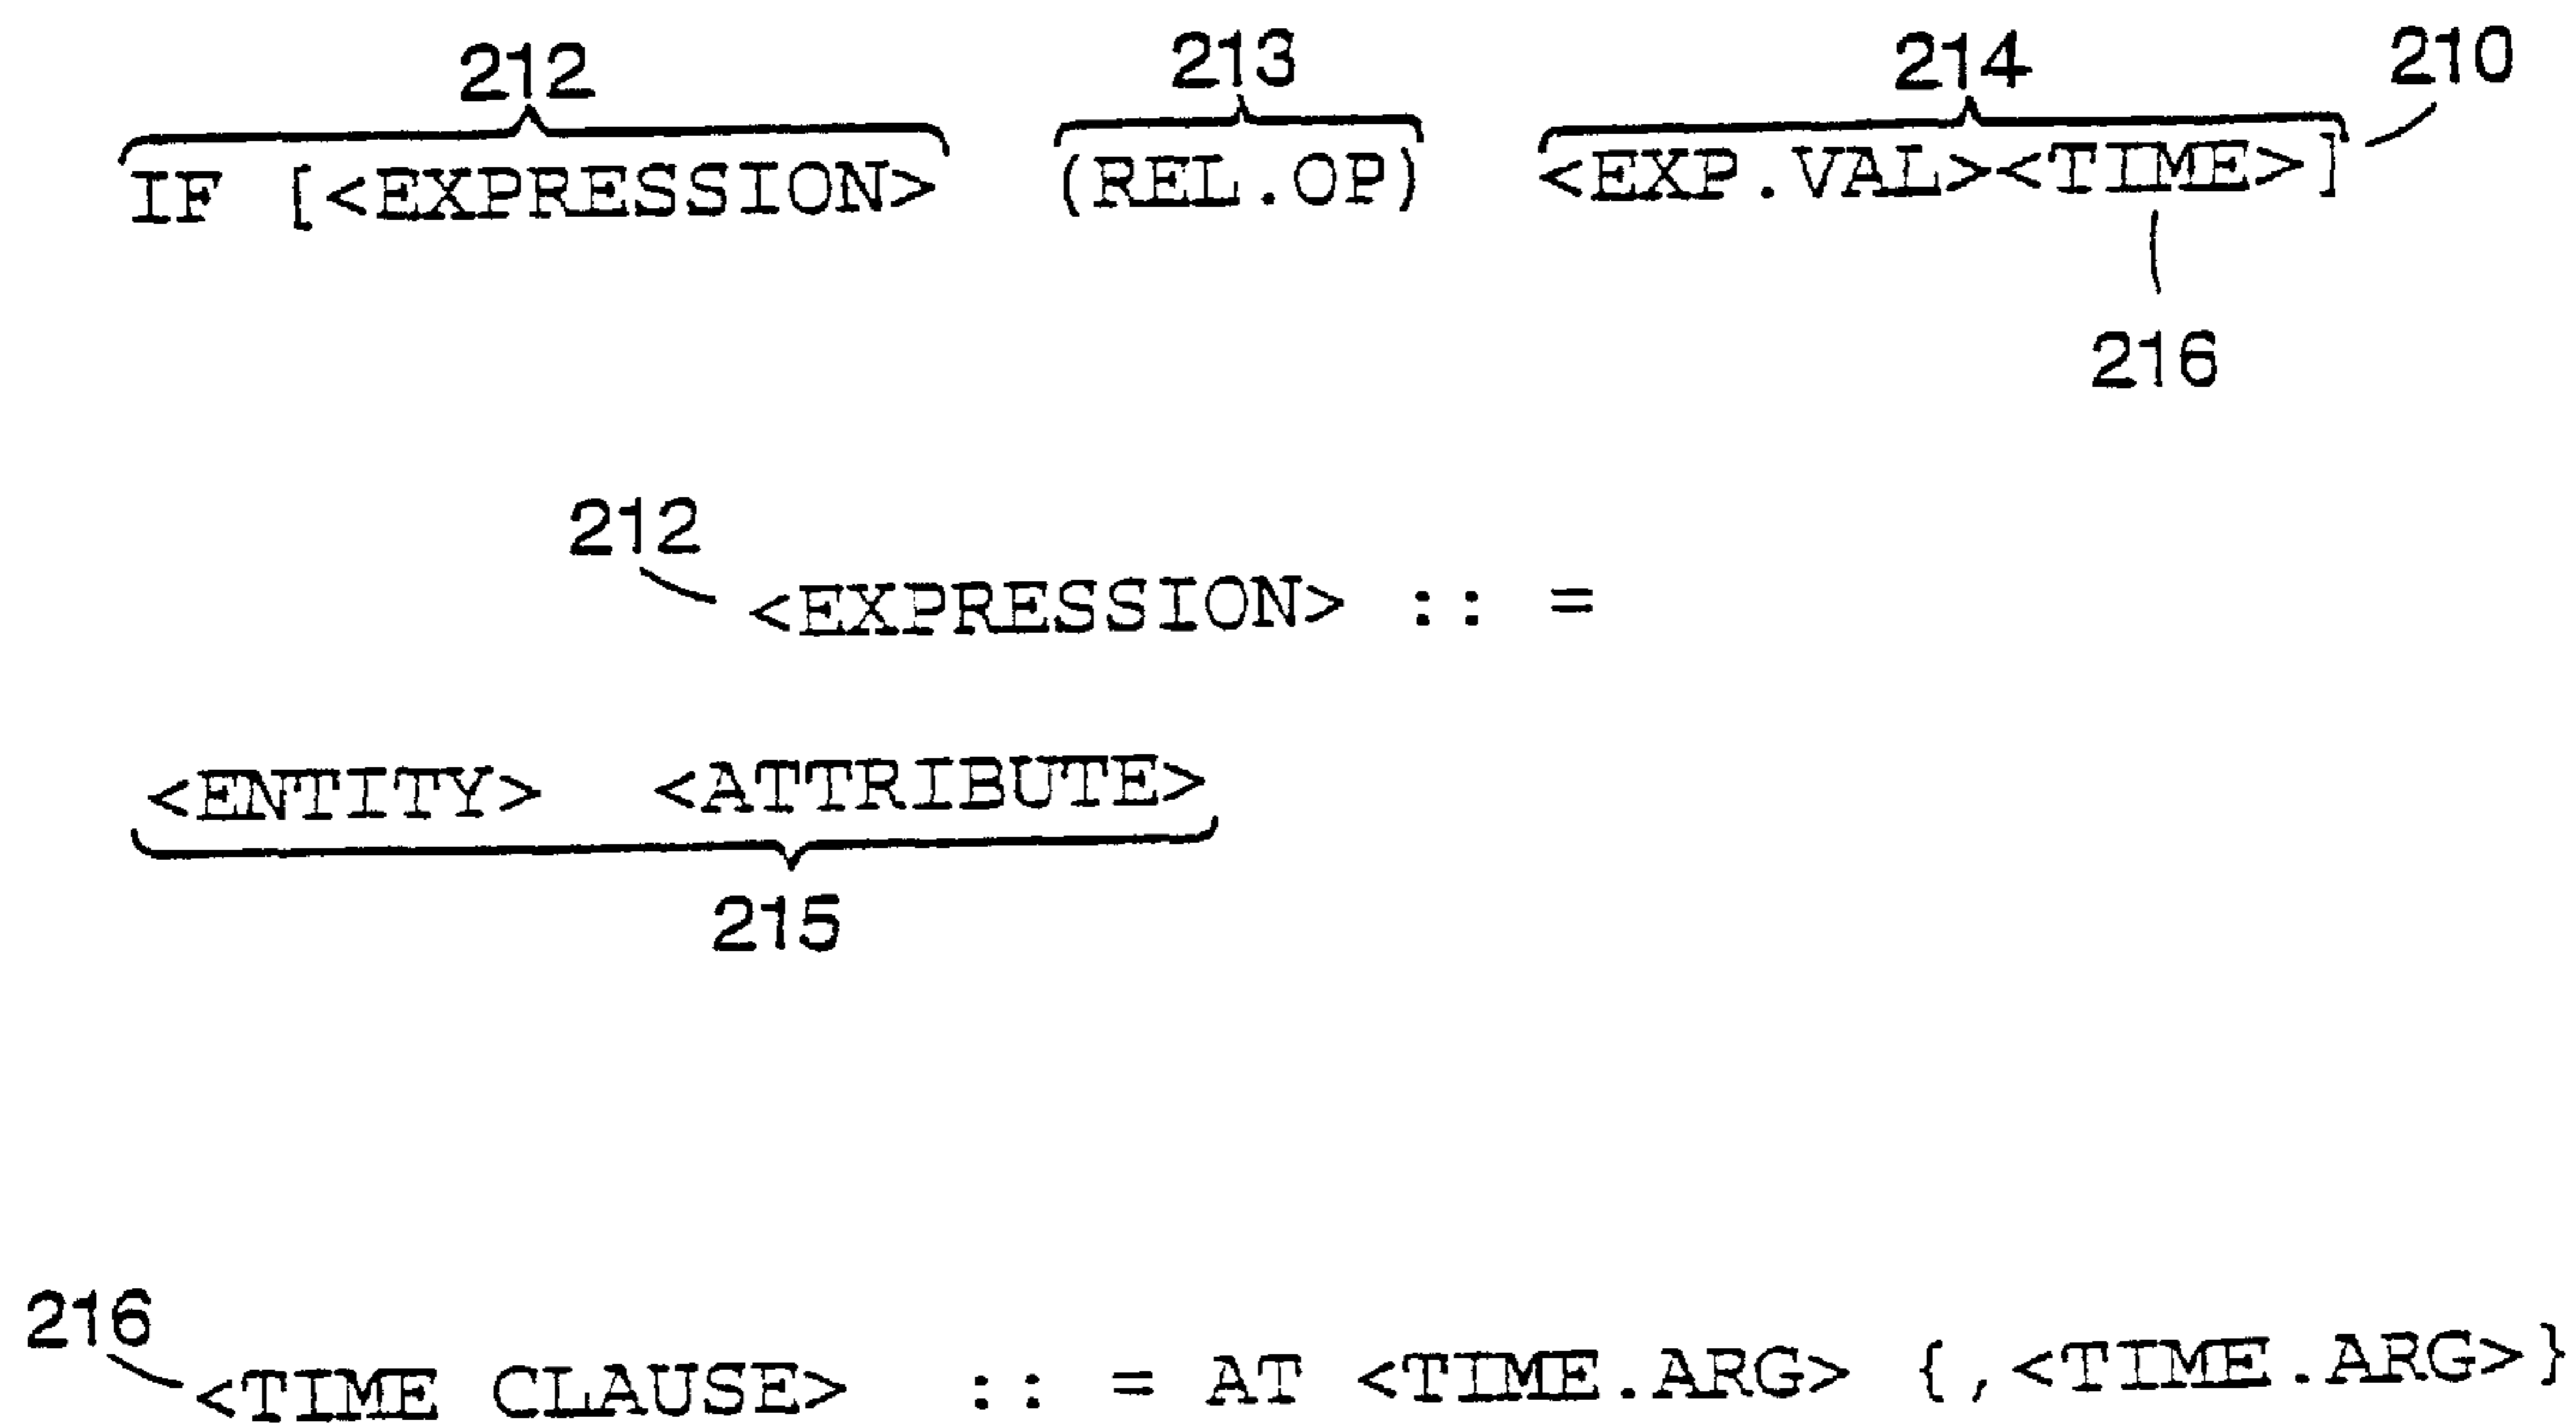 212 213 214 210
IF [<EXPRESSION> (REL.OP) <EXP.VAL><TIME>]
216
212
<EXPRESSION> :: =
<ENTITY> <ATTRIBUTE>
215
216
<TIME CLAUSE> :: = AT <TIME.ARG> {,<TIME.ARG>}